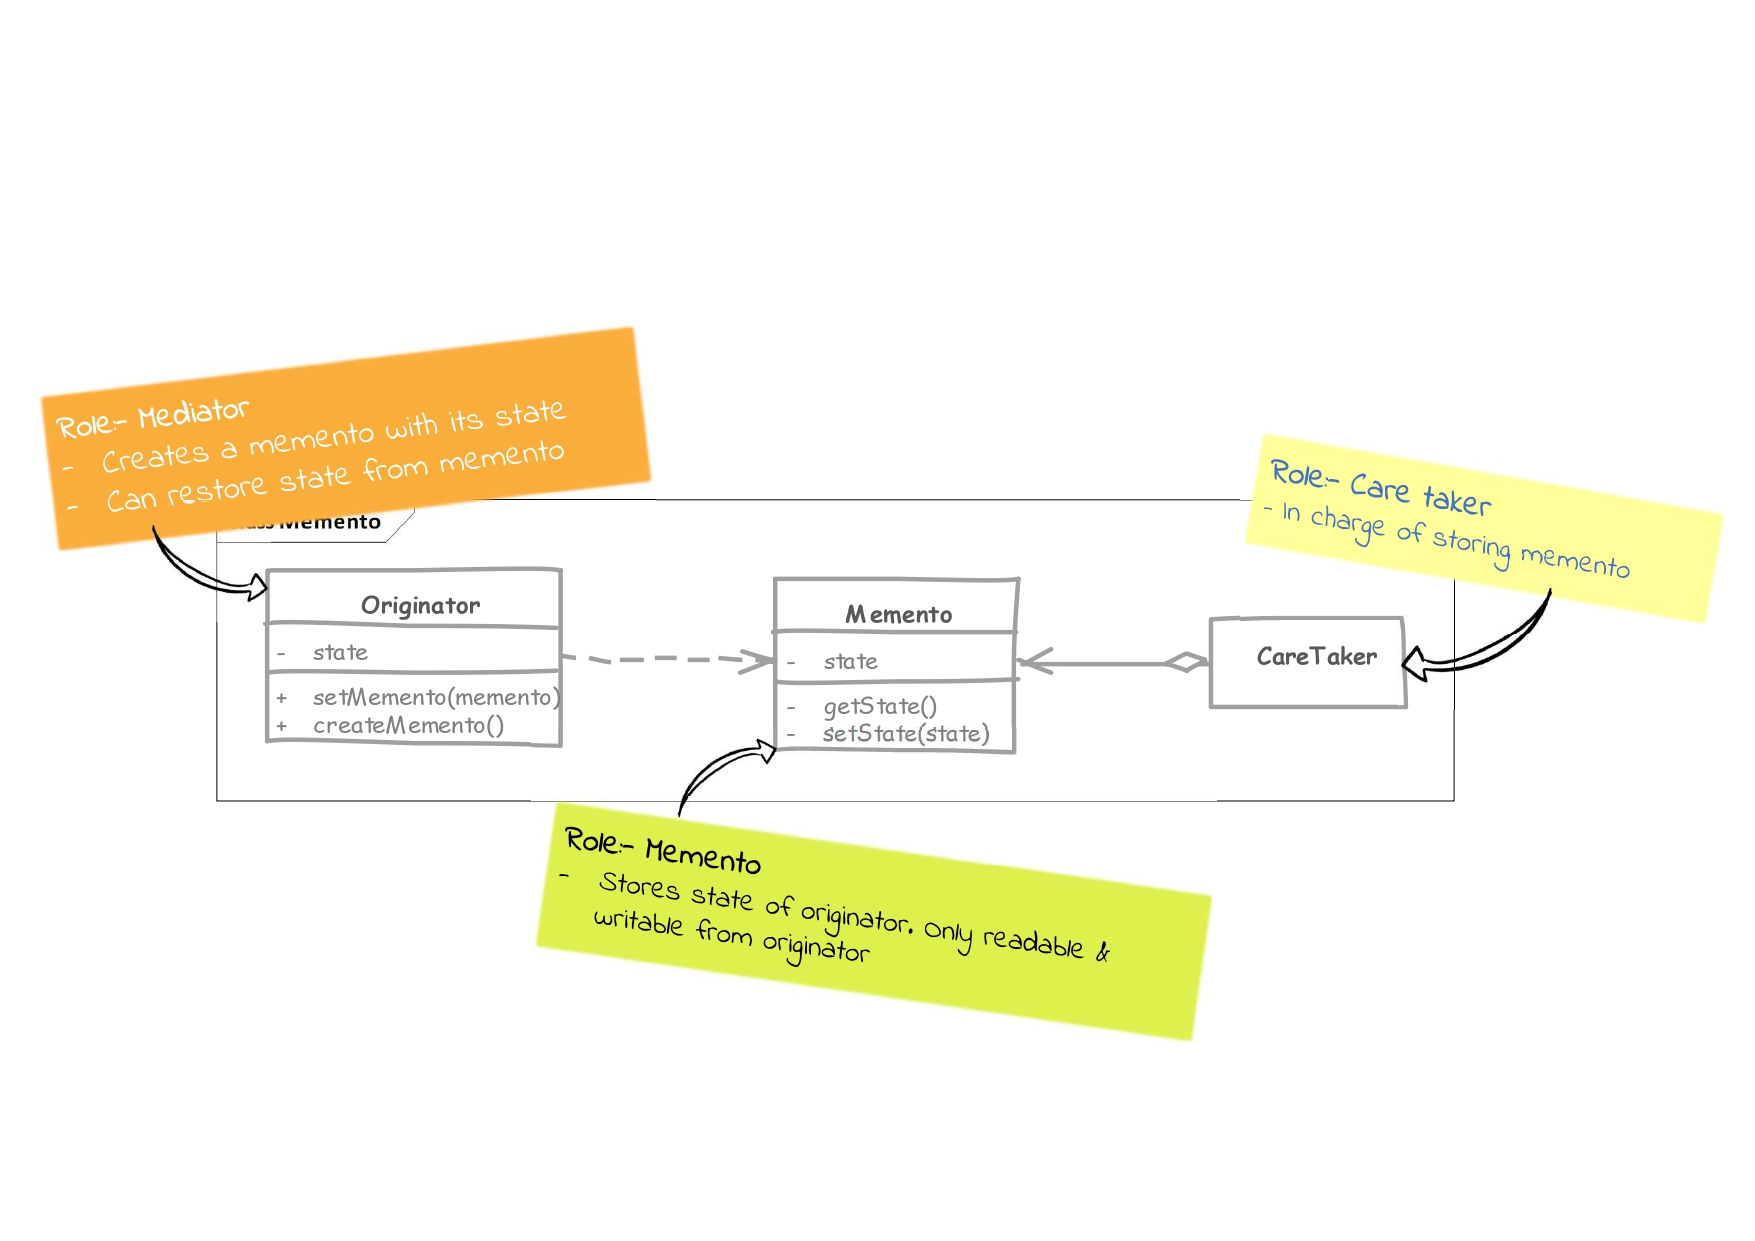 Role:- Mediator
- Creates a memento with its state
- Can restore state from memento
Memento
Role:- Care taker
- In charge of storing memento
Originator
- state
+ setMemento(memento)
+ createMemento()
Memento
- state
- getState()
- setState(state)
CareTaker
Role:- Memento
- Stores state of originator. Only readable &
writable from originator